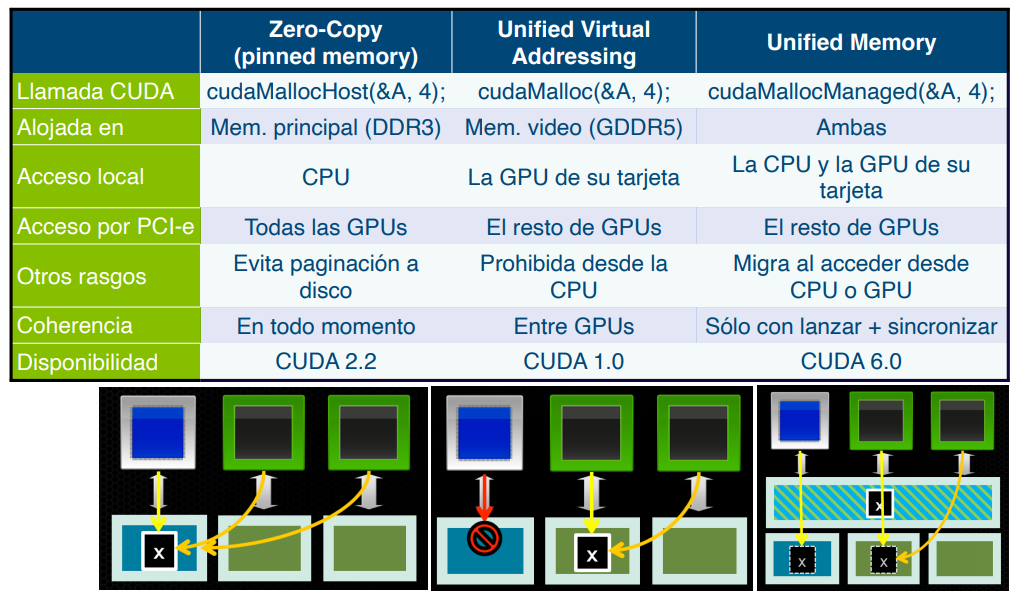 Zero-Copy
(pinned memory)
Unified Virtual
Addressing
Unified Memory
Llamada CUDA
cudaMallocHost(&A, 4);
cudaMalloc(&A, 4);
cudaMallocManaged(&A, 4);
Alojada en
Mem. principal (DDR3)
Mem. video (GDDR5)
Ambas
Acceso local
CPU
La GPU de su tarjeta
La CPU y la GPU de su
tarjeta
Acceso por PCI-e
Todas las GPUs
El resto de GPUs
El resto de GPUs
Otros rasgos
Evita paginación a
disco
Prohibida desde la
CPU
Migra al acceder desde
CPU o GPU
Coherencia
En todo momento
Entre GPUs
Sólo con lanzar + sincronizar
Disponibilidad
CUDA 2.2
CUDA 1.0
CUDA 6.0
x
x
x
x
x